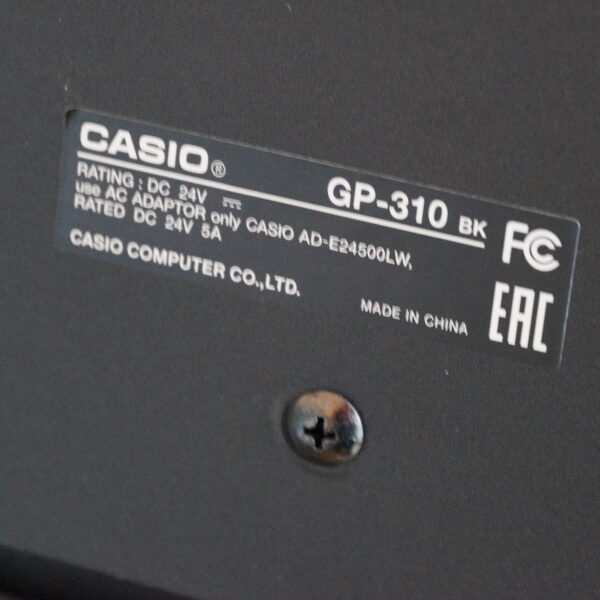 CASIO®
GP-310 BK
RATING : DC 24V ⎓
use AC ADAPTOR only CASIO AD-E24500LW,
RATED DC 24V 5A
CASIO COMPUTER CO.,LTD.
MADE IN CHINA
FC
EAC